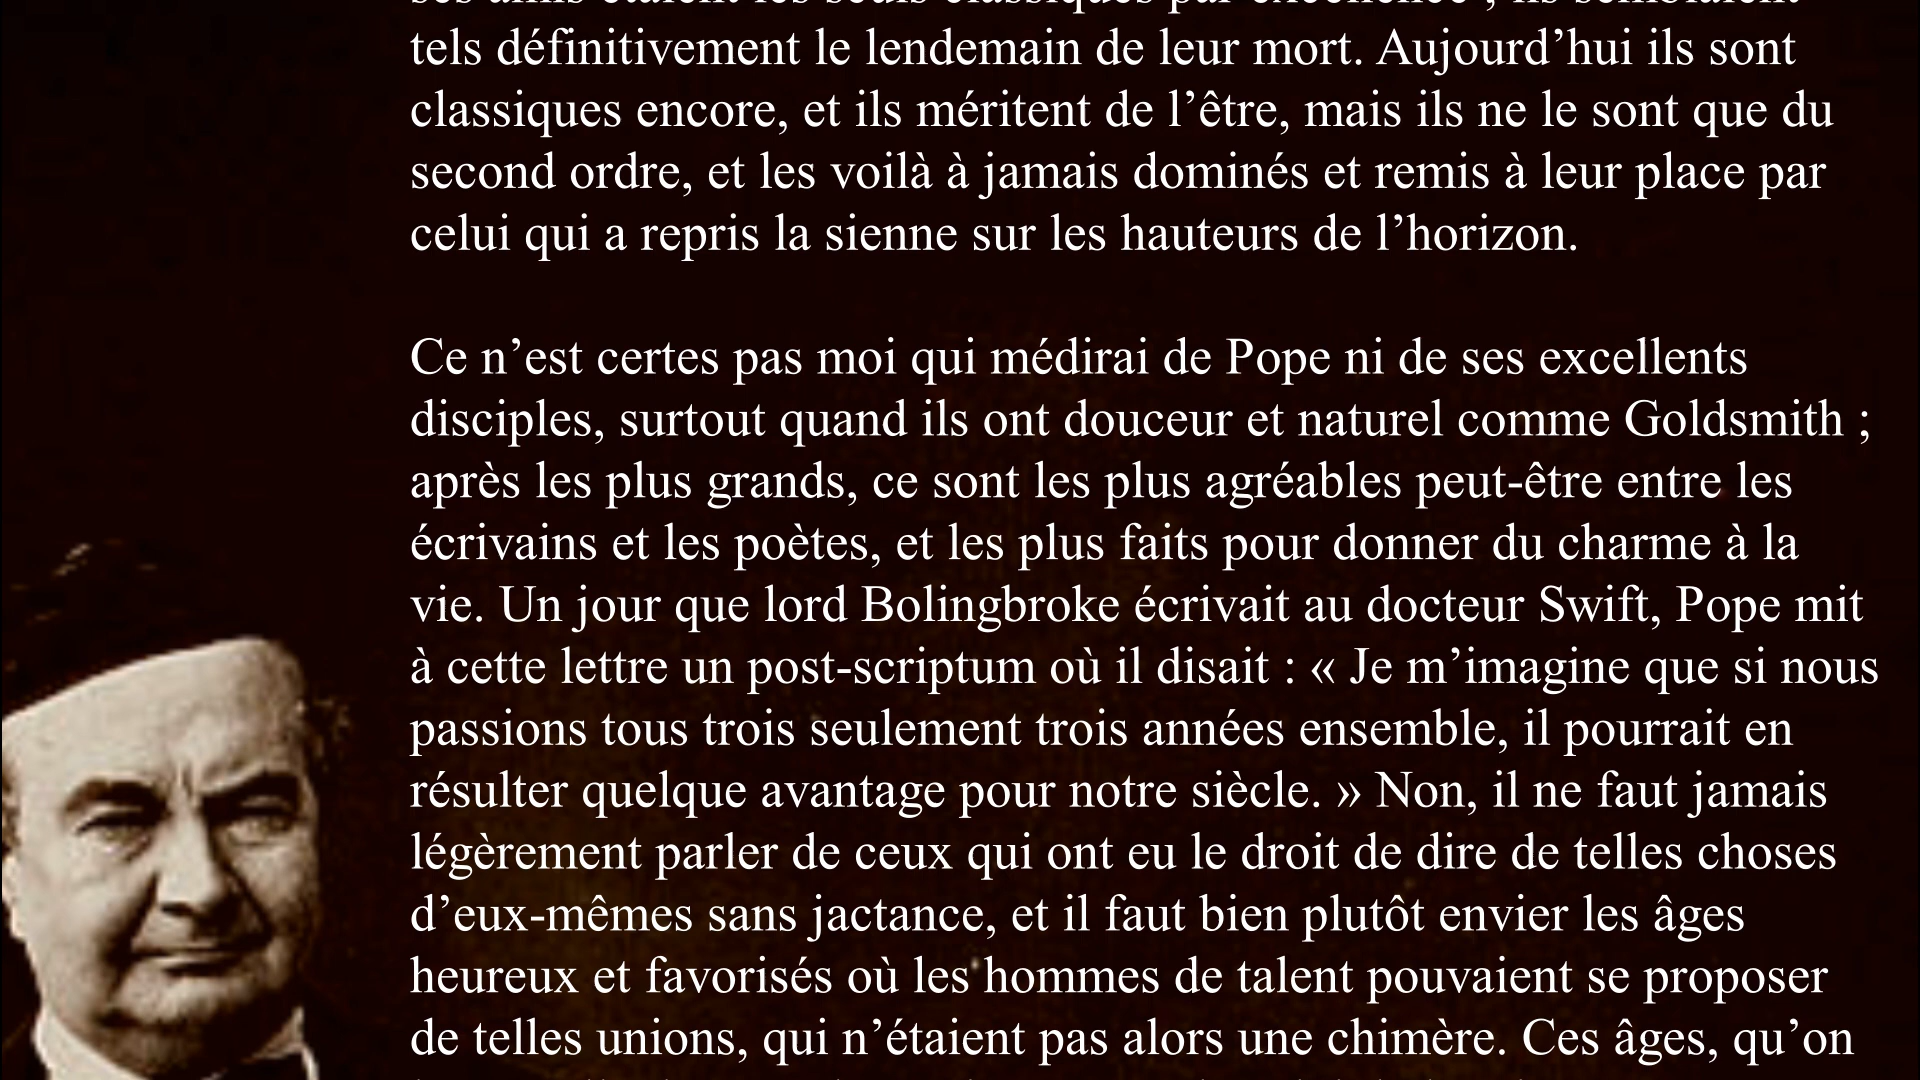 ses amis étaient les seuls classiques par excellence ; ils semblaient
tels définitivement le lendemain de leur mort. Aujourd’hui ils sont
classiques encore, et ils méritent de l’être, mais ils ne le sont que du
second ordre, et les voilà à jamais dominés et remis à leur place par
celui qui a repris la sienne sur les hauteurs de l’horizon.
Ce n’est certes pas moi qui médirai de Pope ni de ses excellents
disciples, surtout quand ils ont douceur et naturel comme Goldsmith ;
après les plus grands, ce sont les plus agréables peut-être entre les
écrivains et les poètes, et les plus faits pour donner du charme à la
vie. Un jour que lord Bolingbroke écrivait au docteur Swift, Pope mit
à cette lettre un post-scriptum où il disait : « Je m’imagine que si nous
passions tous trois seulement trois années ensemble, il pourrait en
résulter quelque avantage pour notre siècle. » Non, il ne faut jamais
légèrement parler de ceux qui ont eu le droit de dire de telles choses
d’eux-mêmes sans jactance, et il faut bien plutôt envier les âges
heureux et favorisés où les hommes de talent pouvaient se proposer
de telles unions, qui n’étaient pas alors une chimère. Ces âges, qu’on